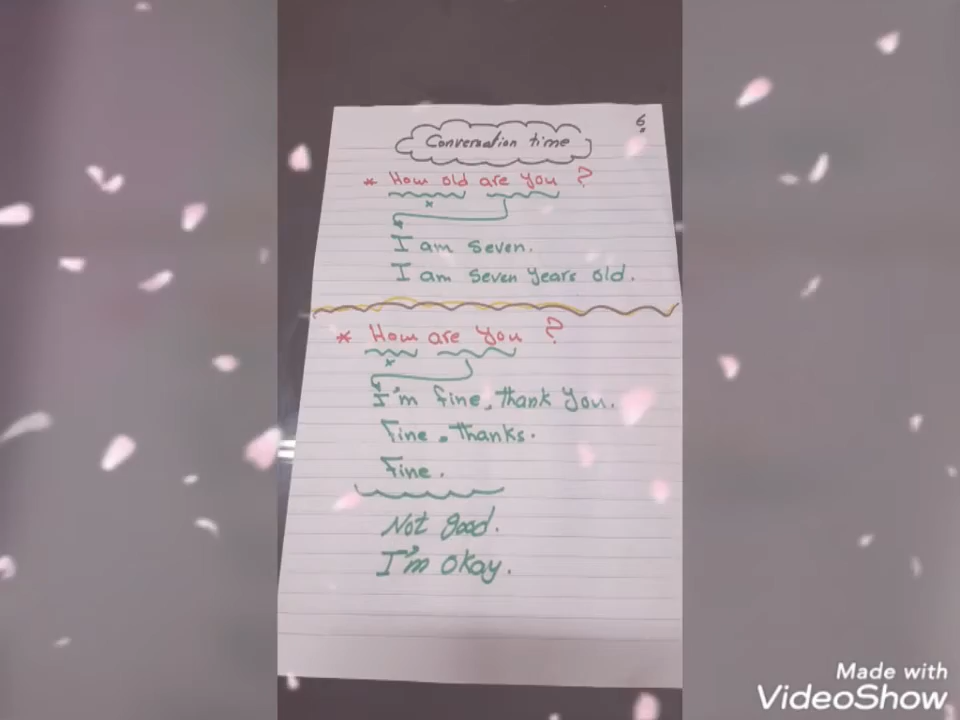 6
Conversation time
* How old are you ?
x
I am seven.
I am seven years old.
* How are you ?
x
I'm fine, thank you.
Fine, thanks.
Fine.
Not good.
I'm okay.
Made with
VideoShow